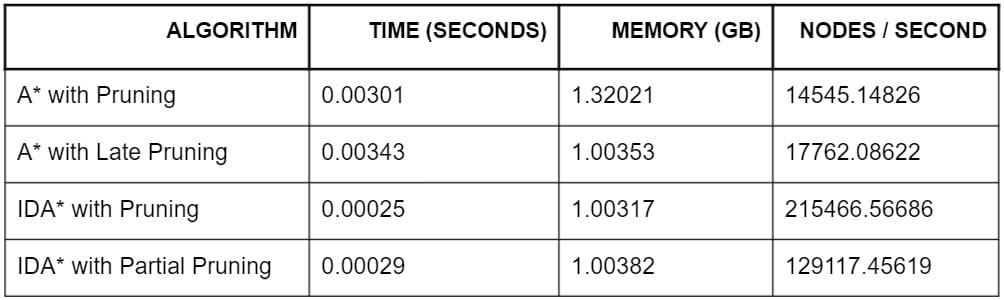 ALGORITHM TIME (SECONDS) MEMORY (GB) NODES / SECOND
A* with Pruning 0.00301 1.32021 14545.14826
A* with Late Pruning 0.00343 1.00353 17762.08622
IDA* with Pruning 0.00025 1.00317 215466.56686
IDA* with Partial Pruning 0.00029 1.00382 129117.45619